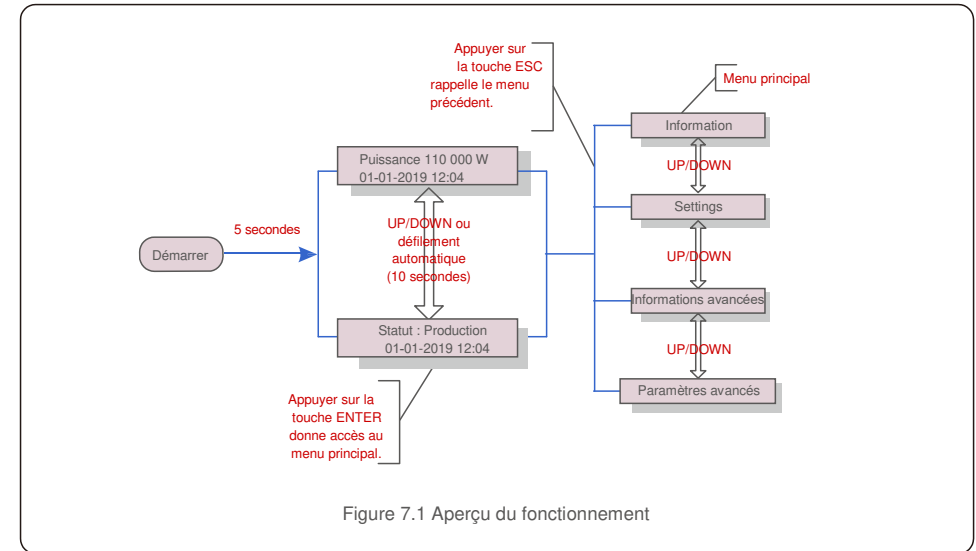 Appuyer sur
la touche ESC
rappelle le menu
précédent.
Menu principal
Information
UP/DOWN
Puissance 110 000 W
01-01-2019 12:04
Settings
5 secondes
UP/DOWN ou
défilement
automatique
(10 secondes)
Démarrer
UP/DOWN
Informations avancées
Statut : Production
01-01-2019 12:04
UP/DOWN
Paramètres avancés
Appuyer sur la
touche ENTER
donne accès au
menu principal.
Figure 7.1 Aperçu du fonctionnement